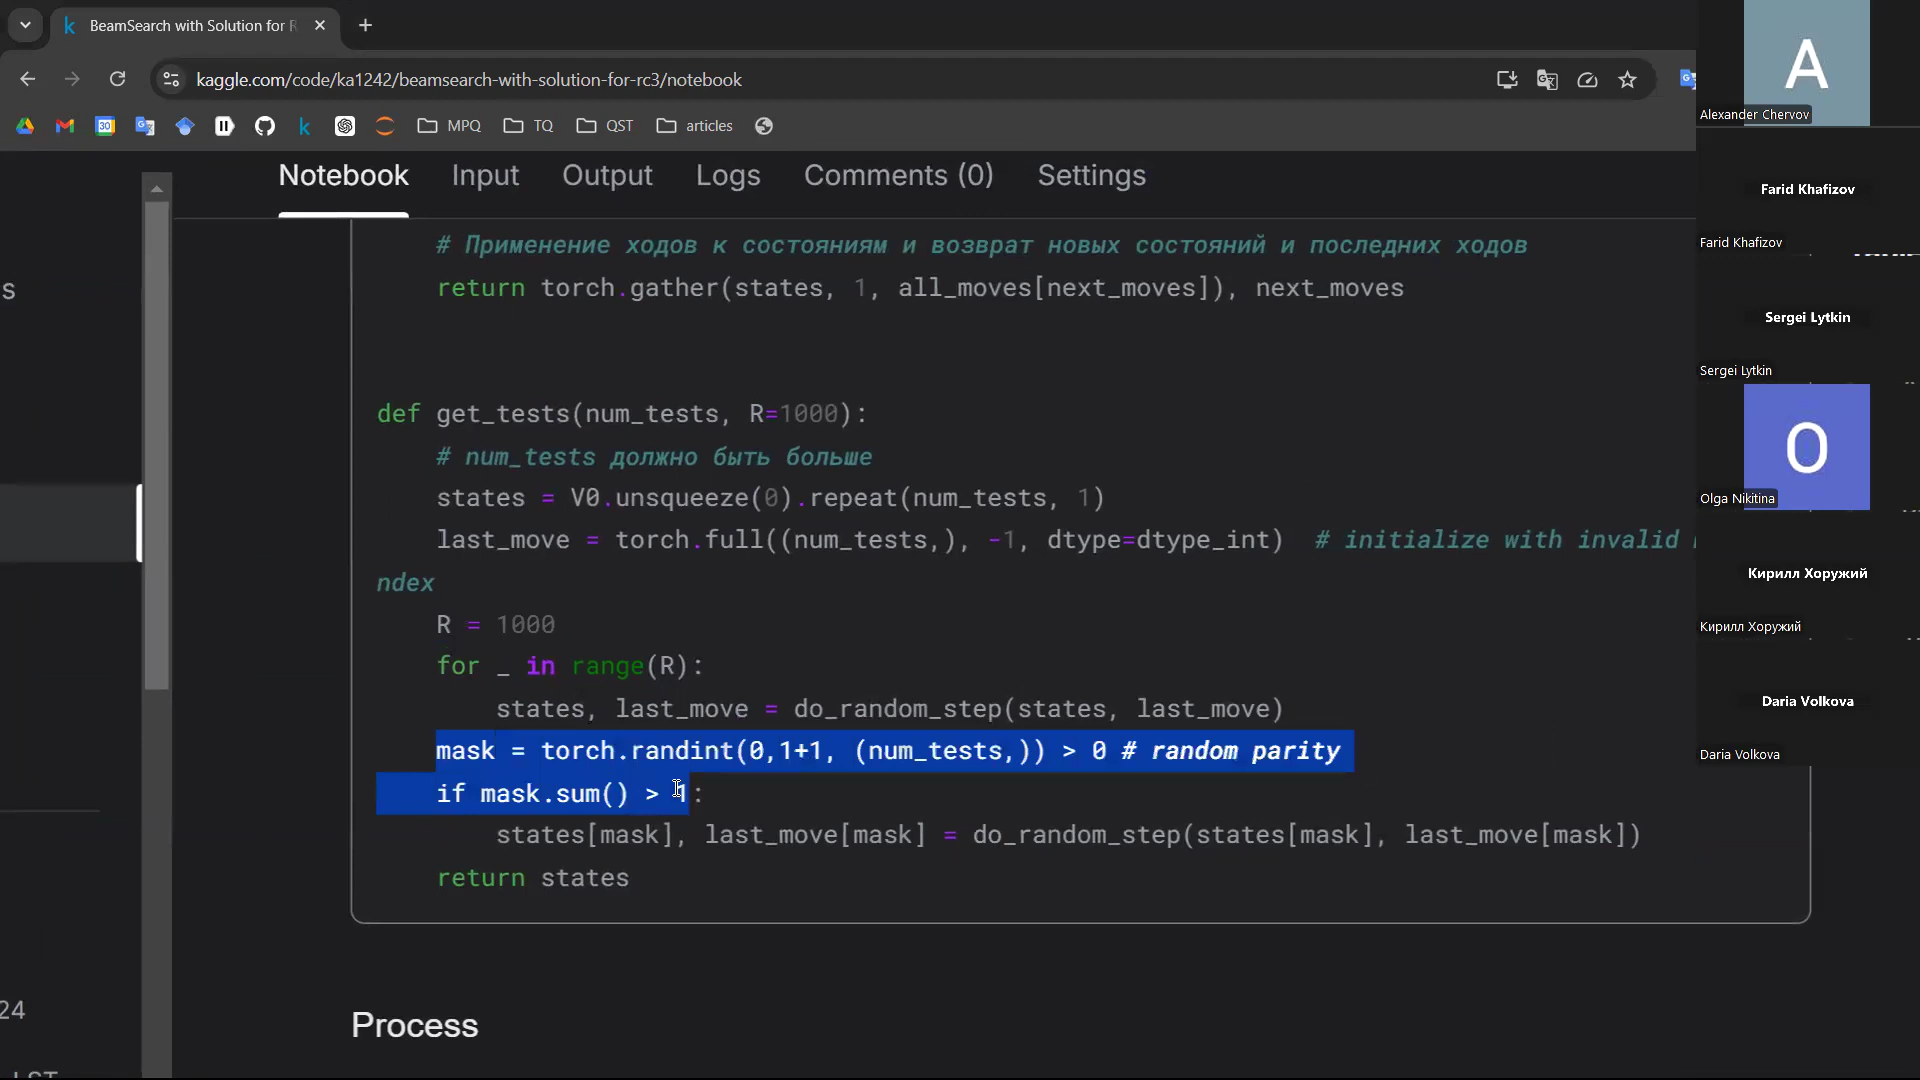 BeamSearch with Solution for R
kaggle.com/code/ka1242/beamsearch-with-solution-for-rc3/notebook
MPQ TQ QST articles
Notebook Input Output Logs Comments (0) Settings
# Применение ходов к состояниям и возврат новых состояний и последних ходов
return torch.gather(states, 1, all_moves[next_moves]), next_moves
def get_tests(num_tests, R=1000):
# num_tests должно быть больше
states = V0.unsqueeze(0).repeat(num_tests, 1)
last_move = torch.full((num_tests,), -1, dtype=dtype_int) # initialize with invalid
ndex
R = 1000
for _ in range(R):
states, last_move = do_random_step(states, last_move)
mask = torch.randint(0,1+1, (num_tests,)) > 0 # random parity
if mask.sum() > 1:
states[mask], last_move[mask] = do_random_step(states[mask], last_move[mask])
return states
Process
s
24
A
Alexander Chervov
Farid Khafizov
Farid Khafizov
Sergei Lytkin
Sergei Lytkin
O
Olga Nikitina
Кирилл Хоружий
Кирилл Хоружий
Daria Volkova
Daria Volkova